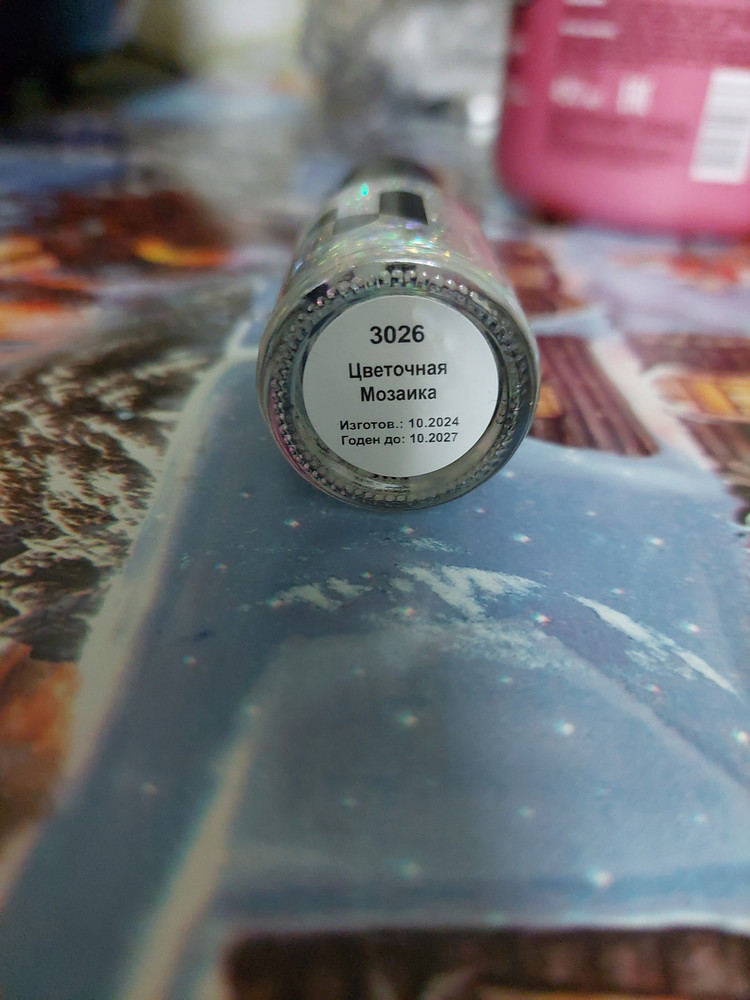 3026
Цветочная
Мозаика
Изготов.: 10.2024
Годен до: 10.2027